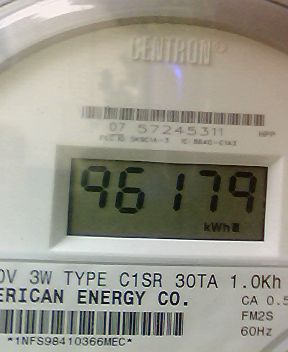 CENTRON®
07 57245311 NPP
96179
kWh
0V 3W TYPE C1SR 30TA 1.0Kh
ERICAN ENERGY CO.
CA 0.5
FM2S
60Hz
*1NFS98410366MEC*